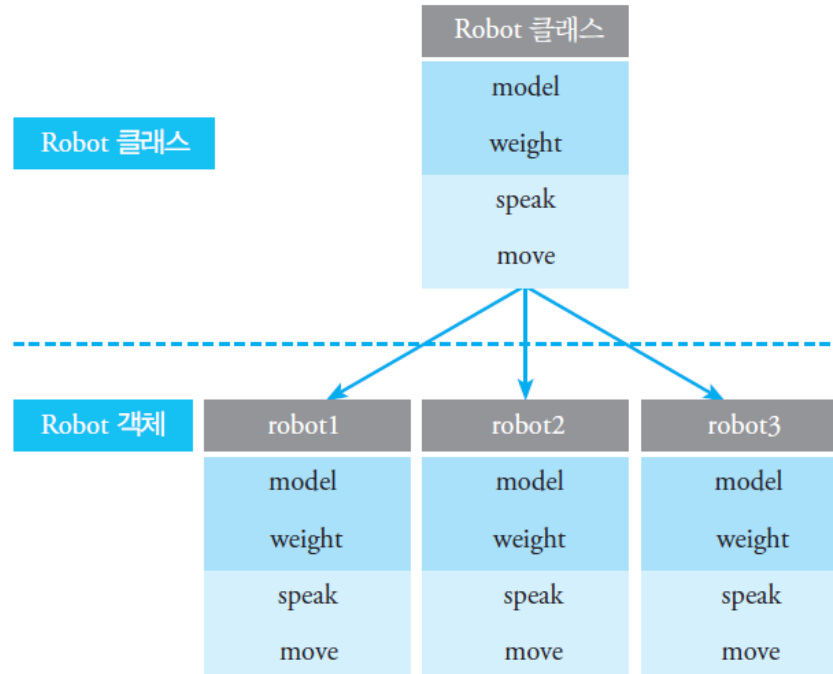 Robot 클래스
model
weight
speak
move
Robot 클래스
Robot 객체
robot1
robot2
robot3
model
model
model
weight
weight
weight
speak
speak
speak
move
move
move